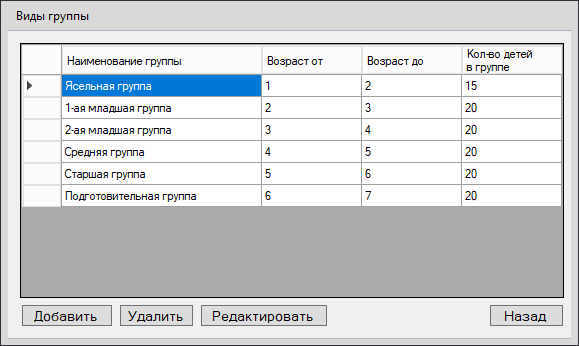 Виды группы
Наименование группы Возраст от Возраст до Кол-во детей в группе
Ясельная группа 1 2 15
1-ая младшая группа 2 3 20
2-ая младшая группа 3 4 20
Средняя группа 4 5 20
Старшая группа 5 6 20
Подготовительная группа 6 7 20
Добавить Удалить Редактировать Назад